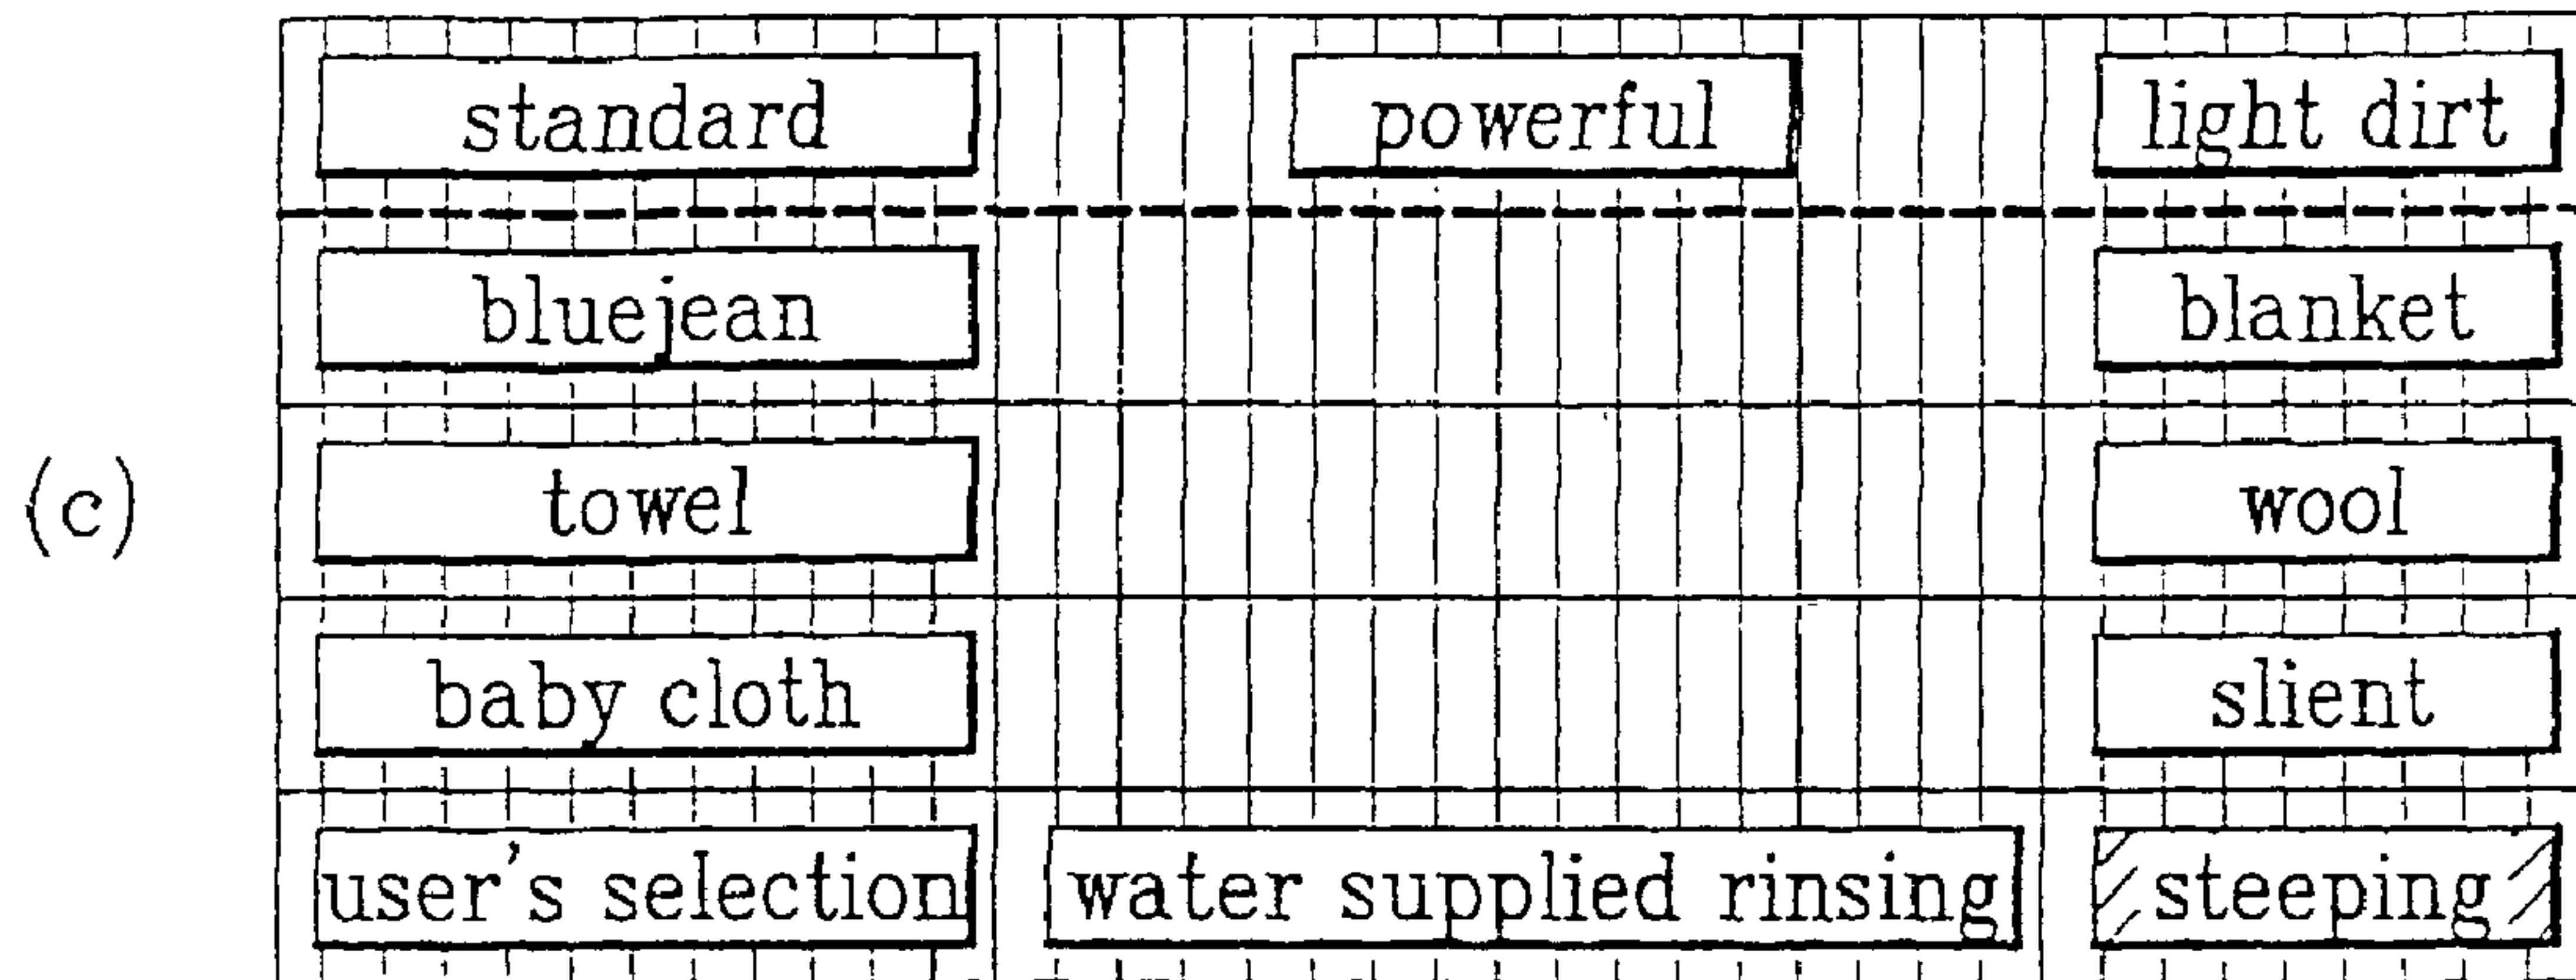 standard powerful light dirt
bluejean blanket
(c) towel wool
baby cloth slient
user's selection water supplied rinsing steeping